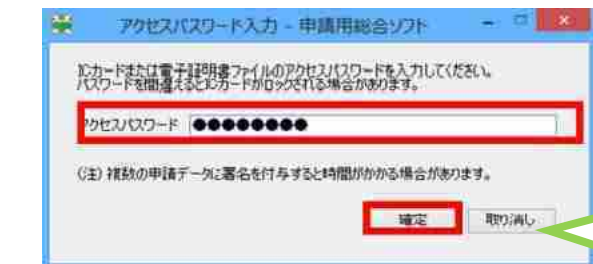 アクセスパスワード入力 - 申請用総合ソフト
ICカードまたは電子証明書ファイルのアクセスパスワードを入力してください。
パスワードを間違えるとICカードがロックされる場合があります。
アクセスパスワード ●●●●●●●●
(注) 複数の申請データに署名を付与すると時間がかかる場合があります。
確定 取り消し